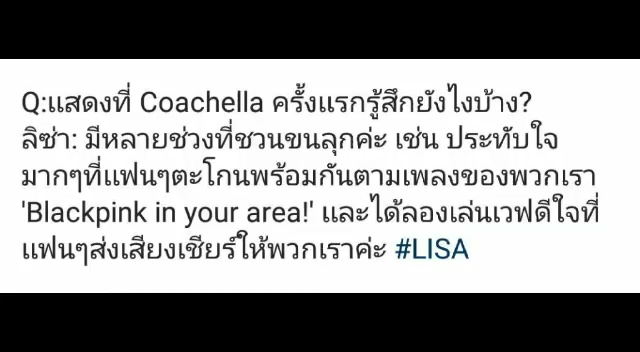 Q:แสดงที่ Coachella ครั้งแรกรู้สึกยังไงบ้าง?
ลิซ่า: มีหลายช่วงที่ชวนขนลุกค่ะ เช่น ประทับใจ
มากๆที่แฟนๆตะโกนพร้อมกันตามเพลงของพวกเรา
'Blackpink in your area!' และได้ลองเล่นเวฟดีใจที่
แฟนๆส่งเสียงเชียร์ให้พวกเราค่ะ #LISA